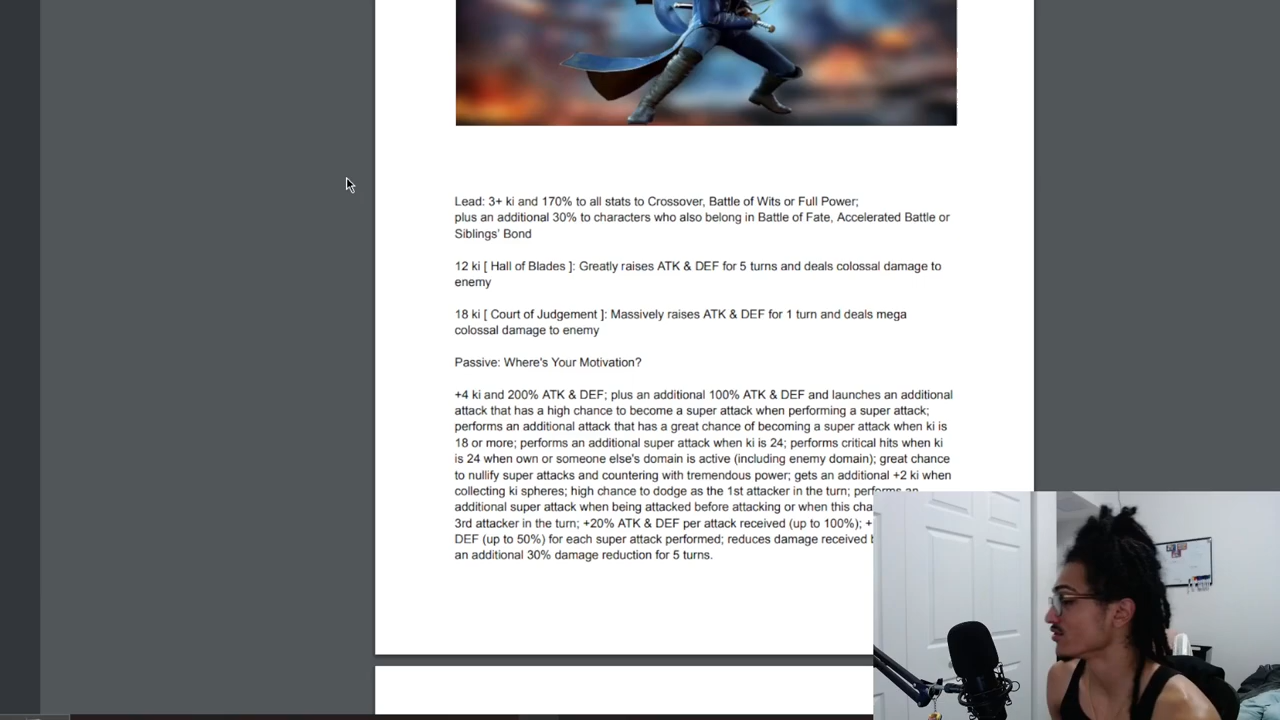 Lead: 3+ ki and 170% to all stats to Crossover, Battle of Wits or Full Power;
plus an additional 30% to characters who also belong in Battle of Fate, Accelerated Battle or
Siblings' Bond
12 ki [ Hall of Blades ]: Greatly raises ATK & DEF for 5 turns and deals colossal damage to
enemy
18 ki [ Court of Judgement ]: Massively raises ATK & DEF for 1 turn and deals mega
colossal damage to enemy
Passive: Where's Your Motivation?
+4 ki and 200% ATK & DEF; plus an additional 100% ATK & DEF and launches an additional
attack that has a high chance to become a super attack when performing a super attack;
performs an additional attack that has a great chance of becoming a super attack when ki is
18 or more; performs an additional super attack when ki is 24; performs critical hits when ki
is 24 when own or someone else's domain is active (including enemy domain); great chance
to nullify super attacks and countering with tremendous power; gets an additional +2 ki when
collecting ki spheres; high chance to dodge as the 1st attacker in the turn; performs an
additional super attack when being attacked before attacking or when this
3rd attacker in the turn; +20% ATK & DEF per attack received (up to 100%); +
DEF (up to 50%) for each super attack performed; reduces damage received
an additional 30% damage reduction for 5 turns.